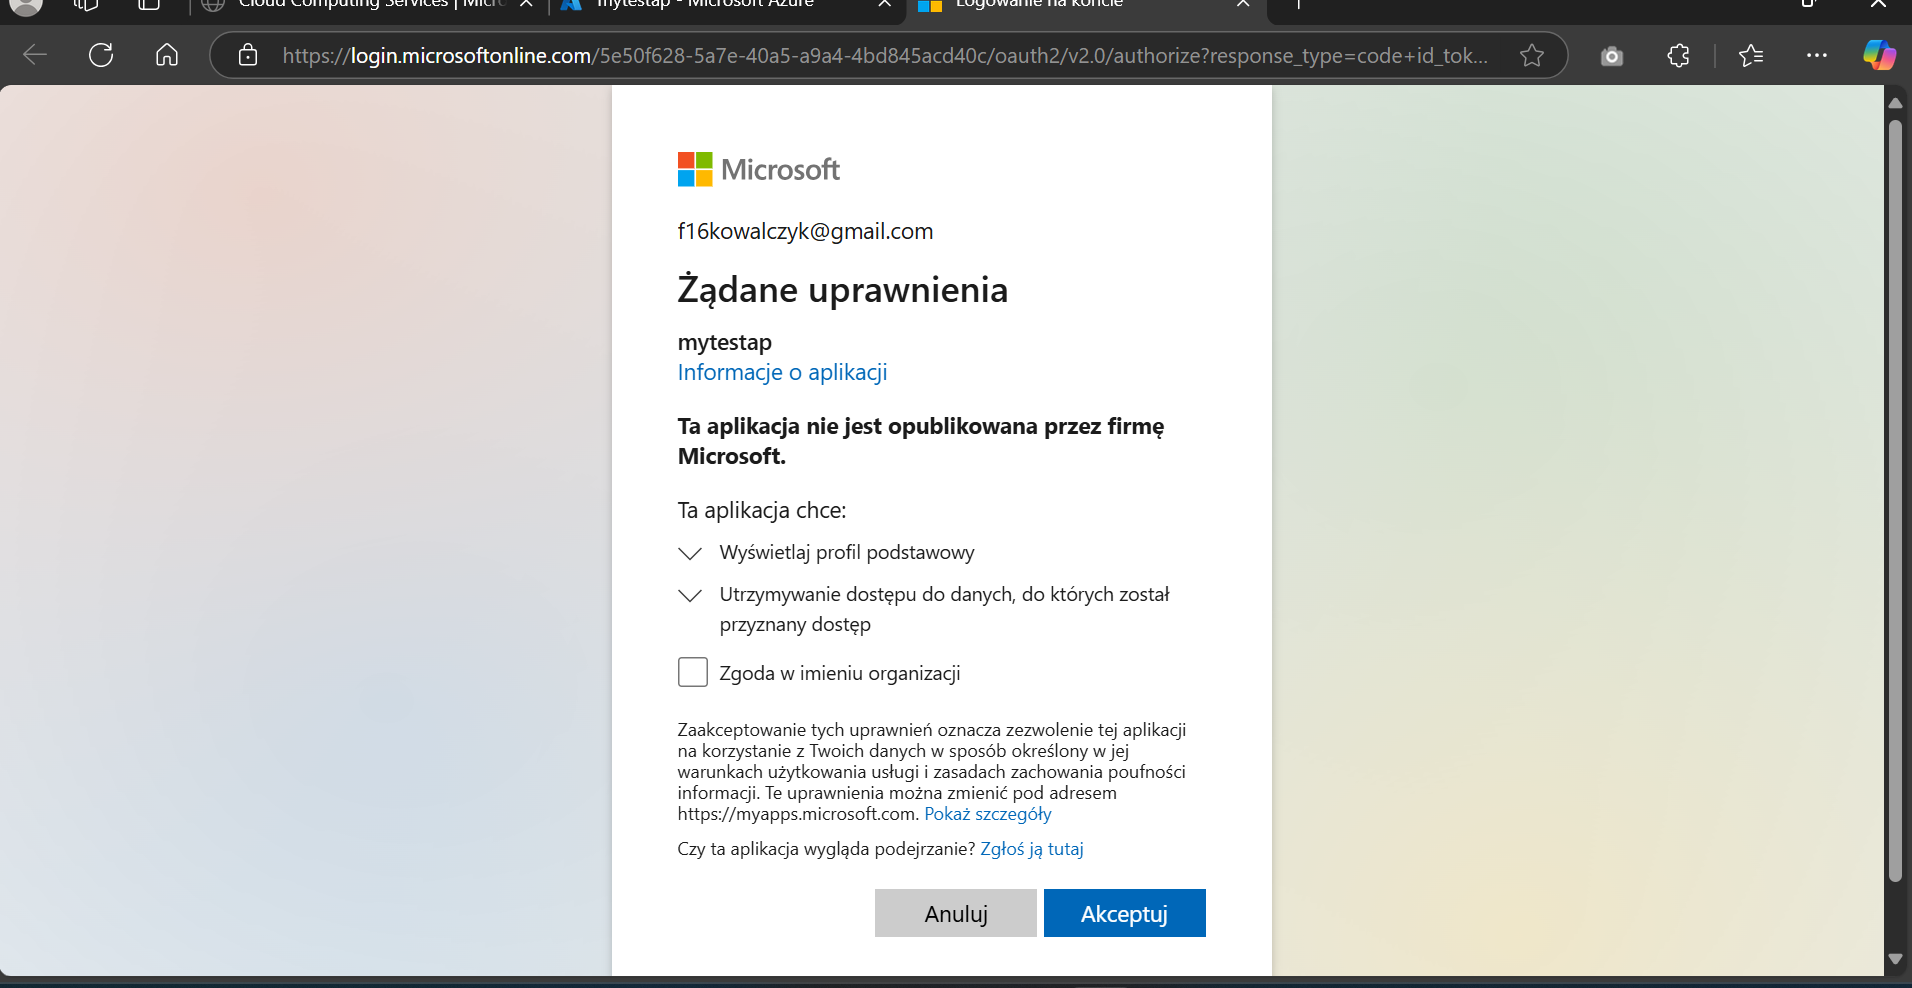 Cloud Computing Services | Micro
mytestap - Microsoft Azure
Logowanie na koncie
https://login.microsoftonline.com/5e50f628-5a7e-40a5-a9a4-4bd845acd40c/oauth2/v2.0/authorize?response_type=code+id_tok...
Microsoft
f16kowalczyk@gmail.com
Żądane uprawnienia
mytestap
Informacje o aplikacji
Ta aplikacja nie jest opublikowana przez firmę
Microsoft.
Ta aplikacja chce:
Wyświetlaj profil podstawowy
Utrzymywanie dostępu do danych, do których został
przyznany dostęp
Zgoda w imieniu organizacji
Zaakceptowanie tych uprawnień oznacza zezwolenie tej aplikacji
na korzystanie z Twoich danych w sposób określony w jej
warunkach użytkowania usługi i zasadach zachowania poufności
informacji. Te uprawnienia można zmienić pod adresem
https://myapps.microsoft.com. Pokaż szczegóły
Czy ta aplikacja wygląda podejrzanie? Zgłoś ją tutaj
Anuluj
Akceptuj